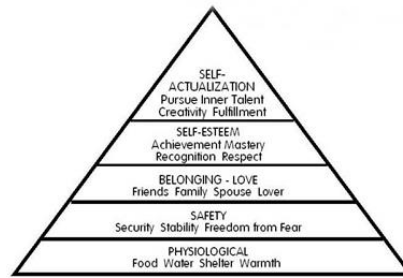 SELF-
ACTUALIZATION
Pursue Inner Talent
Creativity Fulfillment
SELF-ESTEEM
Achievement Mastery
Recognition Respect
BELONGING - LOVE
Friends Family Spouse Lover
SAFETY
Security Stability Freedom from Fear
PHYSIOLOGICAL
Food Water Shelter Warmth